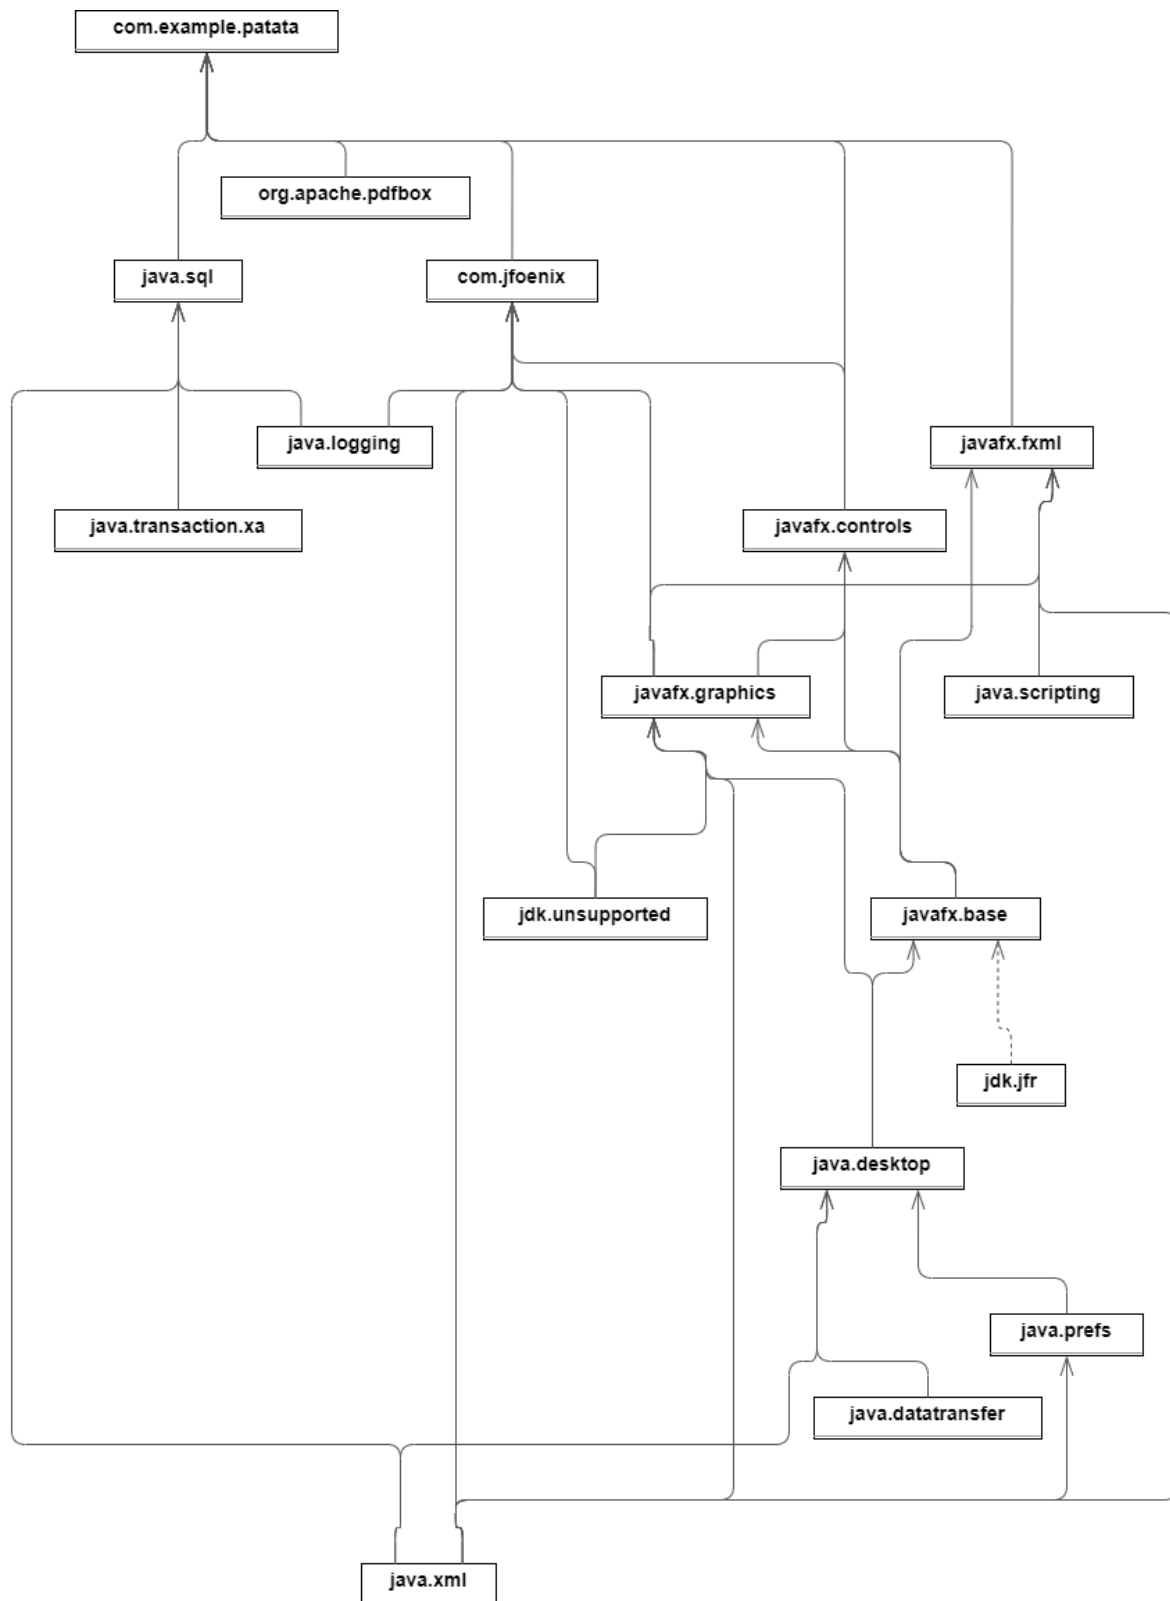 com.example.patata
org.apache.pdfbox
java.sql
com.jfoenix
java.logging
javafx.fxml
java.transaction.xa
javafx.controls
javafx.graphics
java.scripting
jdk.unsupported
javafx.base
jdk.jfr
java.desktop
java.prefs
java.datatransfer
java.xml